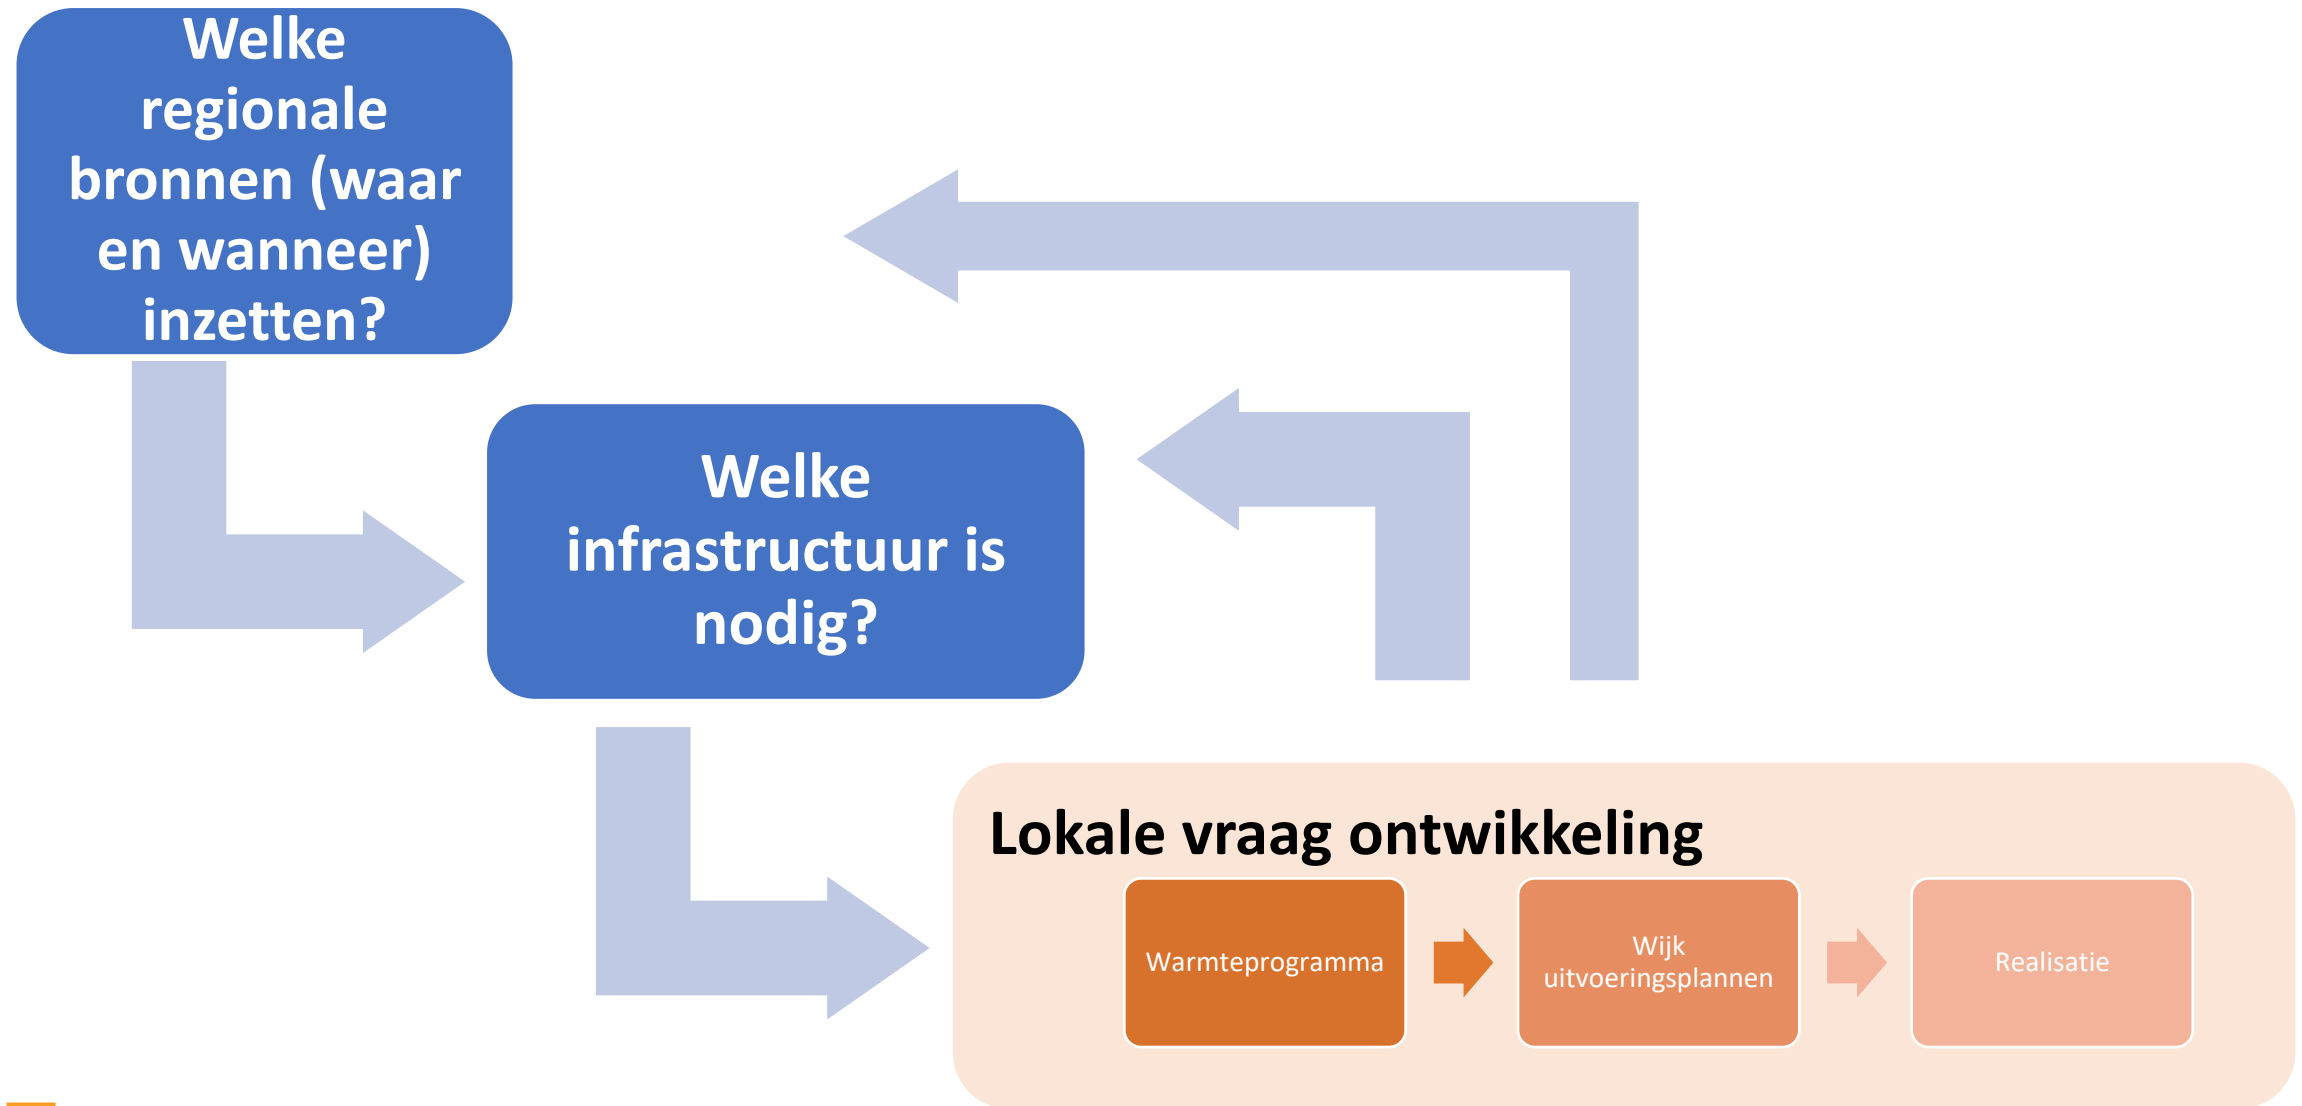 Welke
regionale
bronnen (waar
en wanneer)
inzetten?
Welke
infrastructuur is
nodig?
Lokale vraag ontwikkeling
Warmteprogramma
Wijk
uitvoeringsplannen
Realisatie